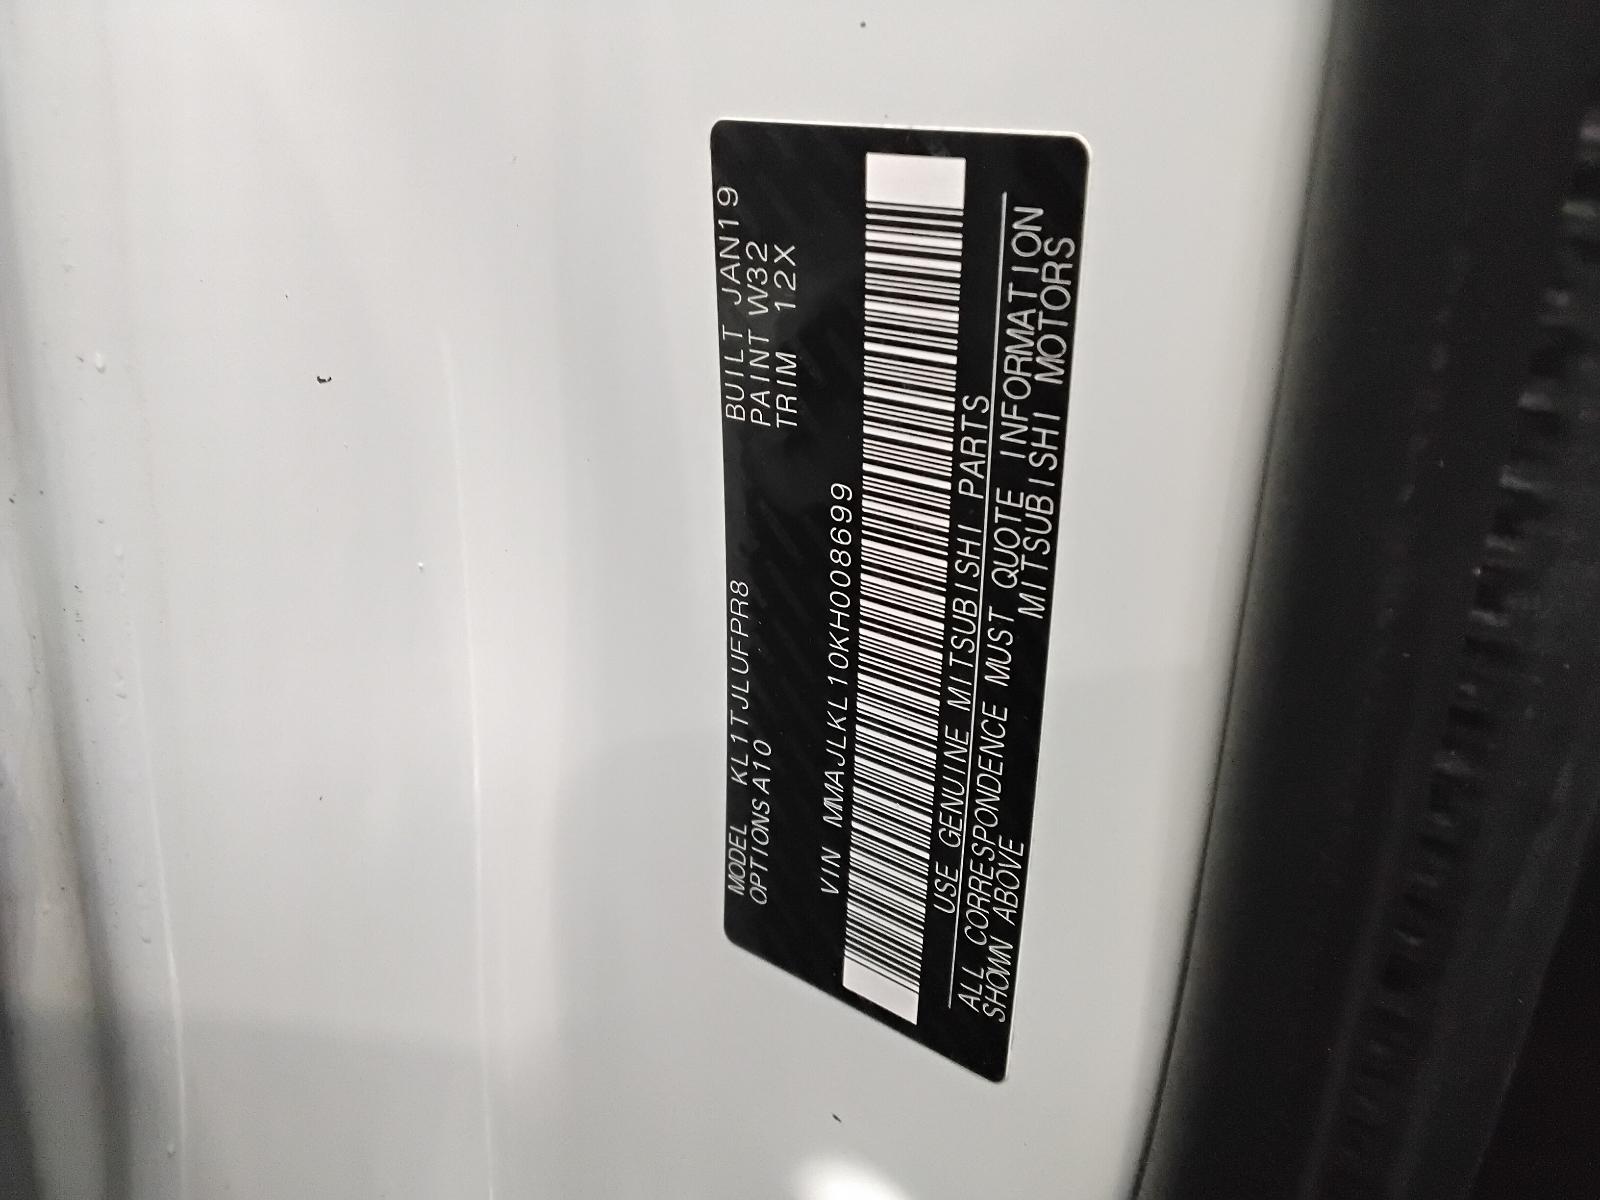 MODEL KL1TJLUFPR8 BUILT JAN19
OPTIONS A10 PAINT W32
TRIM 12X
VIN MMAJLKL10KH008699
USE GENUINE MITSUBISHI PARTS
ALL CORRESPONDENCE MUST QUOTE INFORMATION
SHOWN ABOVE MITSUBISHI MOTORS